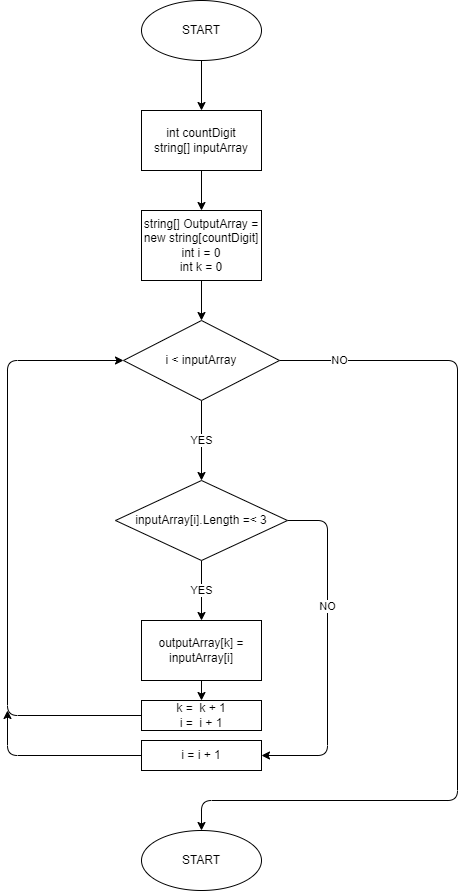 START
int countDigit
string[] inputArray
string[] OutputArray =
new string[countDigit]
int i = 0
int k = 0
i < inputArray
NO
YES
inputArray[i].Length =< 3
YES
NO
outputArray[k] =
inputArray[i]
k = k + 1
i = i + 1
i = i + 1
START